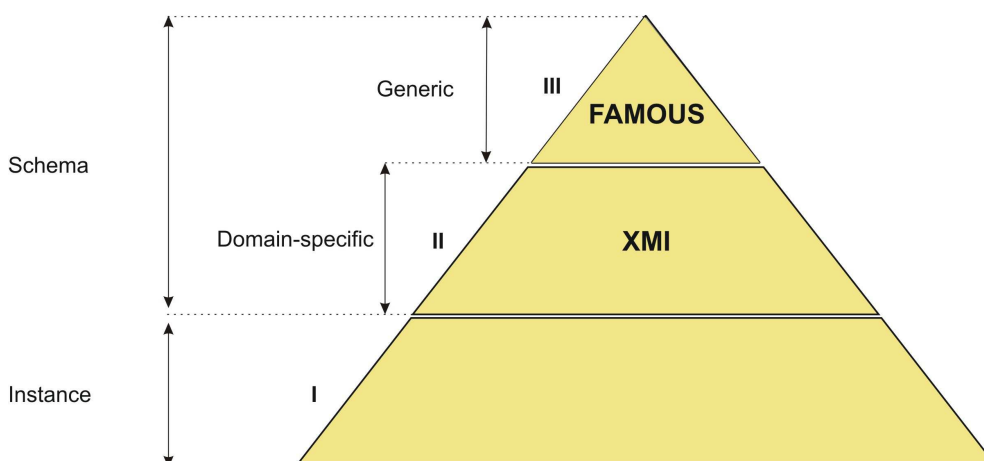 Generic
III
FAMOUS
Schema
Domain-specific
II
XMI
Instance
I